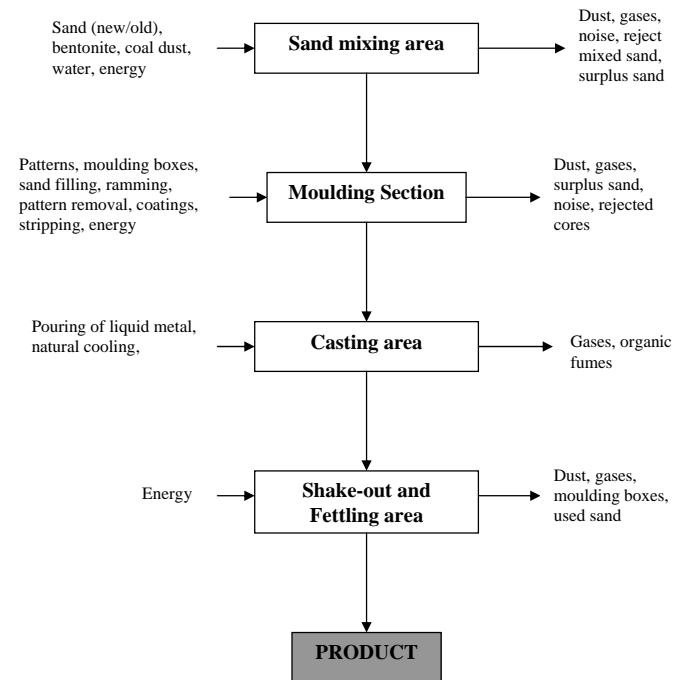 Sand (new/old),
bentonite, coal dust,
water, energy
Sand mixing area
Dust, gases,
noise, reject
mixed sand,
surplus sand
Patterns, moulding boxes,
sand filling, ramming,
pattern removal, coatings,
stripping, energy
Moulding Section
Dust, gases,
surplus sand,
noise, rejected
cores
Pouring of liquid metal,
natural cooling,
Casting area
Gases, organic
fumes
Energy
Shake-out and
Fettling area
Dust, gases,
moulding boxes,
used sand
PRODUCT